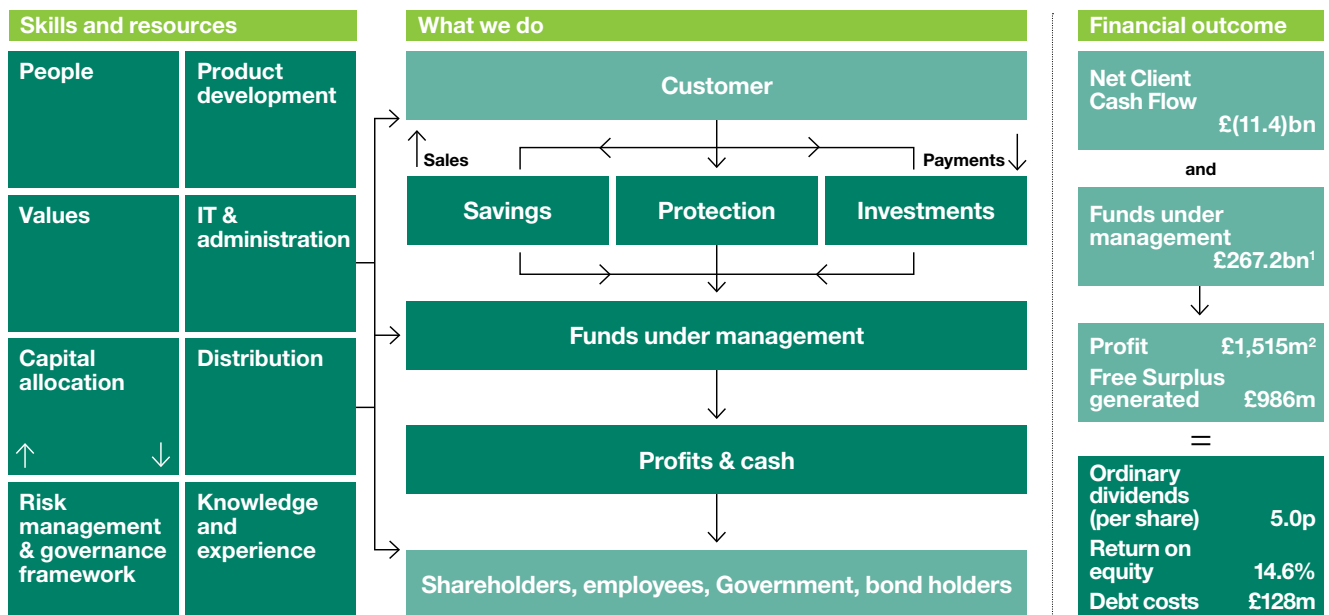 Skills and resources
People
Product
development
Values
IT &
administration
Capital
allocation
Distribution
Risk
management
& governance
framework
Knowledge
and
experience
What we do
Customer
Sales
Payments
Savings
Protection
Investments
Funds under management
Profits & cash
Shareholders, employees, Government, bond holders
Financial outcome
Net Client
Cash Flow
£(11.4)bn
and
Funds under
management
£267.2bn¹
Profit £1,515m²
Free Surplus
generated £986m
=
Ordinary
dividends
(per share) 5.0p
Return on
equity 14.6%
Debt costs £128m